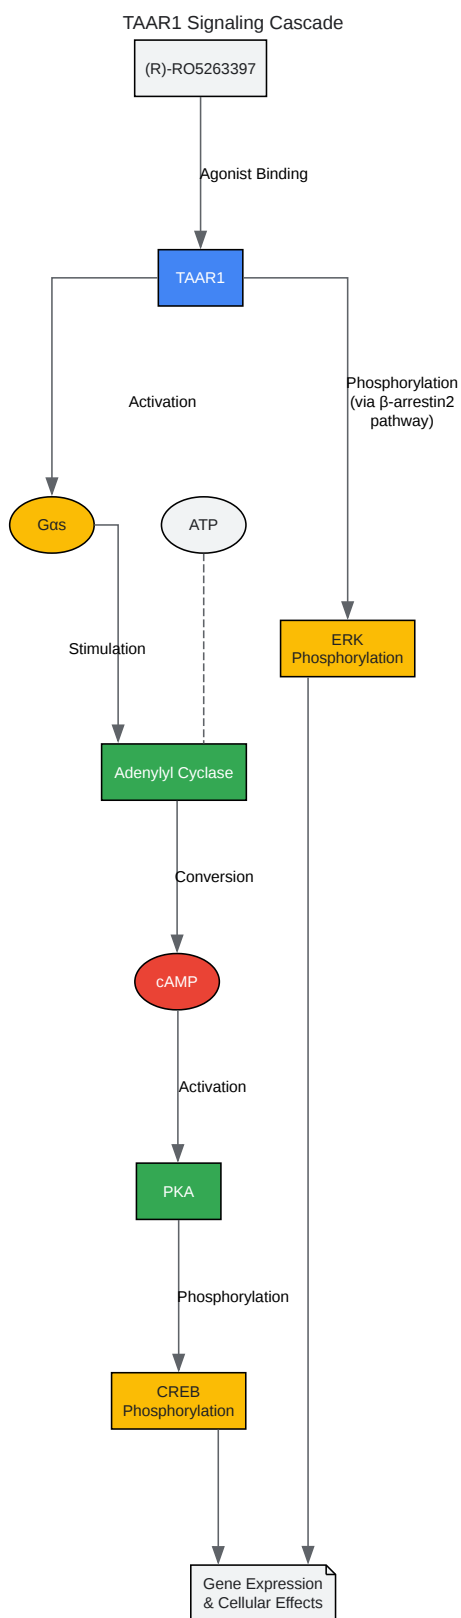 TAAR1 Signaling Cascade
(R)-RO5263397
Agonist Binding
TAAR1
Phosphorylation
(via β-arrestin2
pathway)
Activation
Gαs
ATP
ERK
Phosphorylation
Stimulation
Adenylyl Cyclase
Conversion
cAMP
Activation
PKA
Phosphorylation
CREB
Phosphorylation
Gene Expression
& Cellular Effects